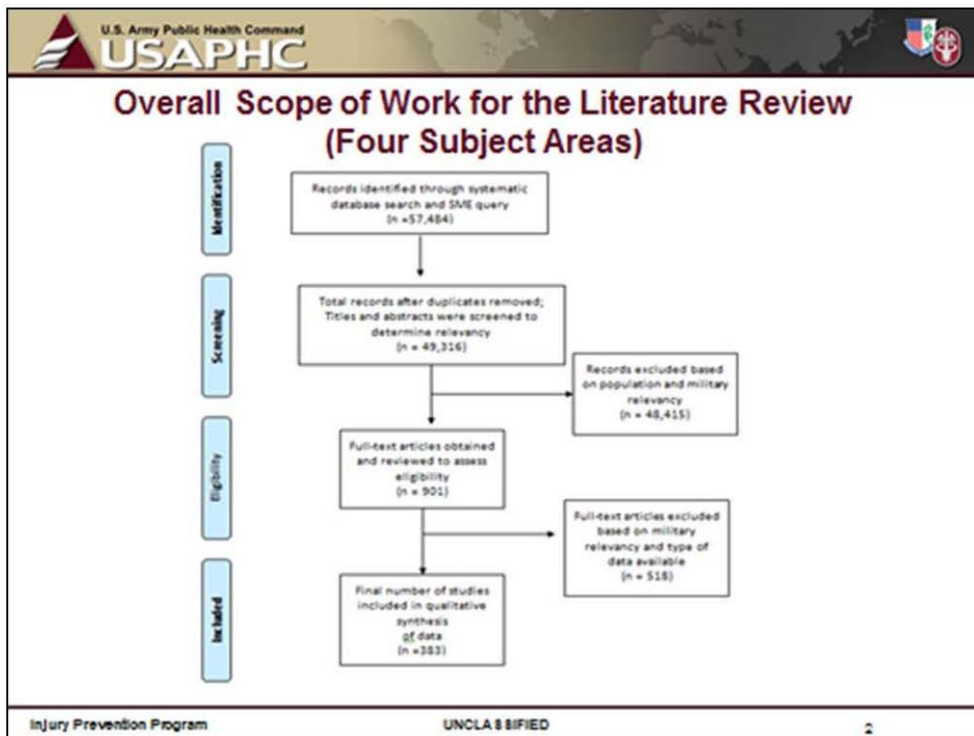 U.S. Army Public Health Command
USAPHC
Overall Scope of Work for the Literature Review
(Four Subject Areas)
Identification
Records identified through systematic
database search and SME query
(n =57,484)
Screening
Total records after duplicates removed;
Titles and abstracts were screened to
determine relevancy
(n = 49,316)
Records excluded based
on population and military
relevancy
(n = 48,415)
Eligibility
Full-text articles obtained
and reviewed to assess
eligibility
(n = 901)
Full-text articles excluded
based on military
relevancy and type of
data available
(n = 518)
Included
Final number of studies
included in qualitative
synthesis
of data
(n =383)
Injury Prevention Program
UNCLASSIFIED
2